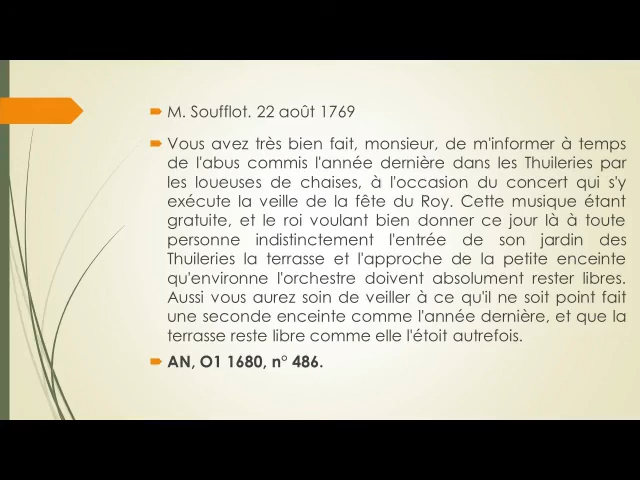 M. Soufflot. 22 août 1769
Vous avez très bien fait, monsieur, de m'informer à temps
de l'abus commis l'année dernière dans les Thuileries par
les loueuses de chaises, à l'occasion du concert qui s'y
exécute la veille de la fête du Roy. Cette musique étant
gratuite, et le roi voulant bien donner ce jour là à toute
personne indistinctement l'entrée de son jardin des
Thuileries la terrasse et l'approche de la petite enceinte
qu'environne l'orchestre doivent absolument rester libres.
Aussi vous aurez soin de veiller à ce qu'il ne soit point fait
une seconde enceinte comme l'année dernière, et que la
terrasse reste libre comme elle l'étoit autrefois.
AN, O1 1680, n° 486.